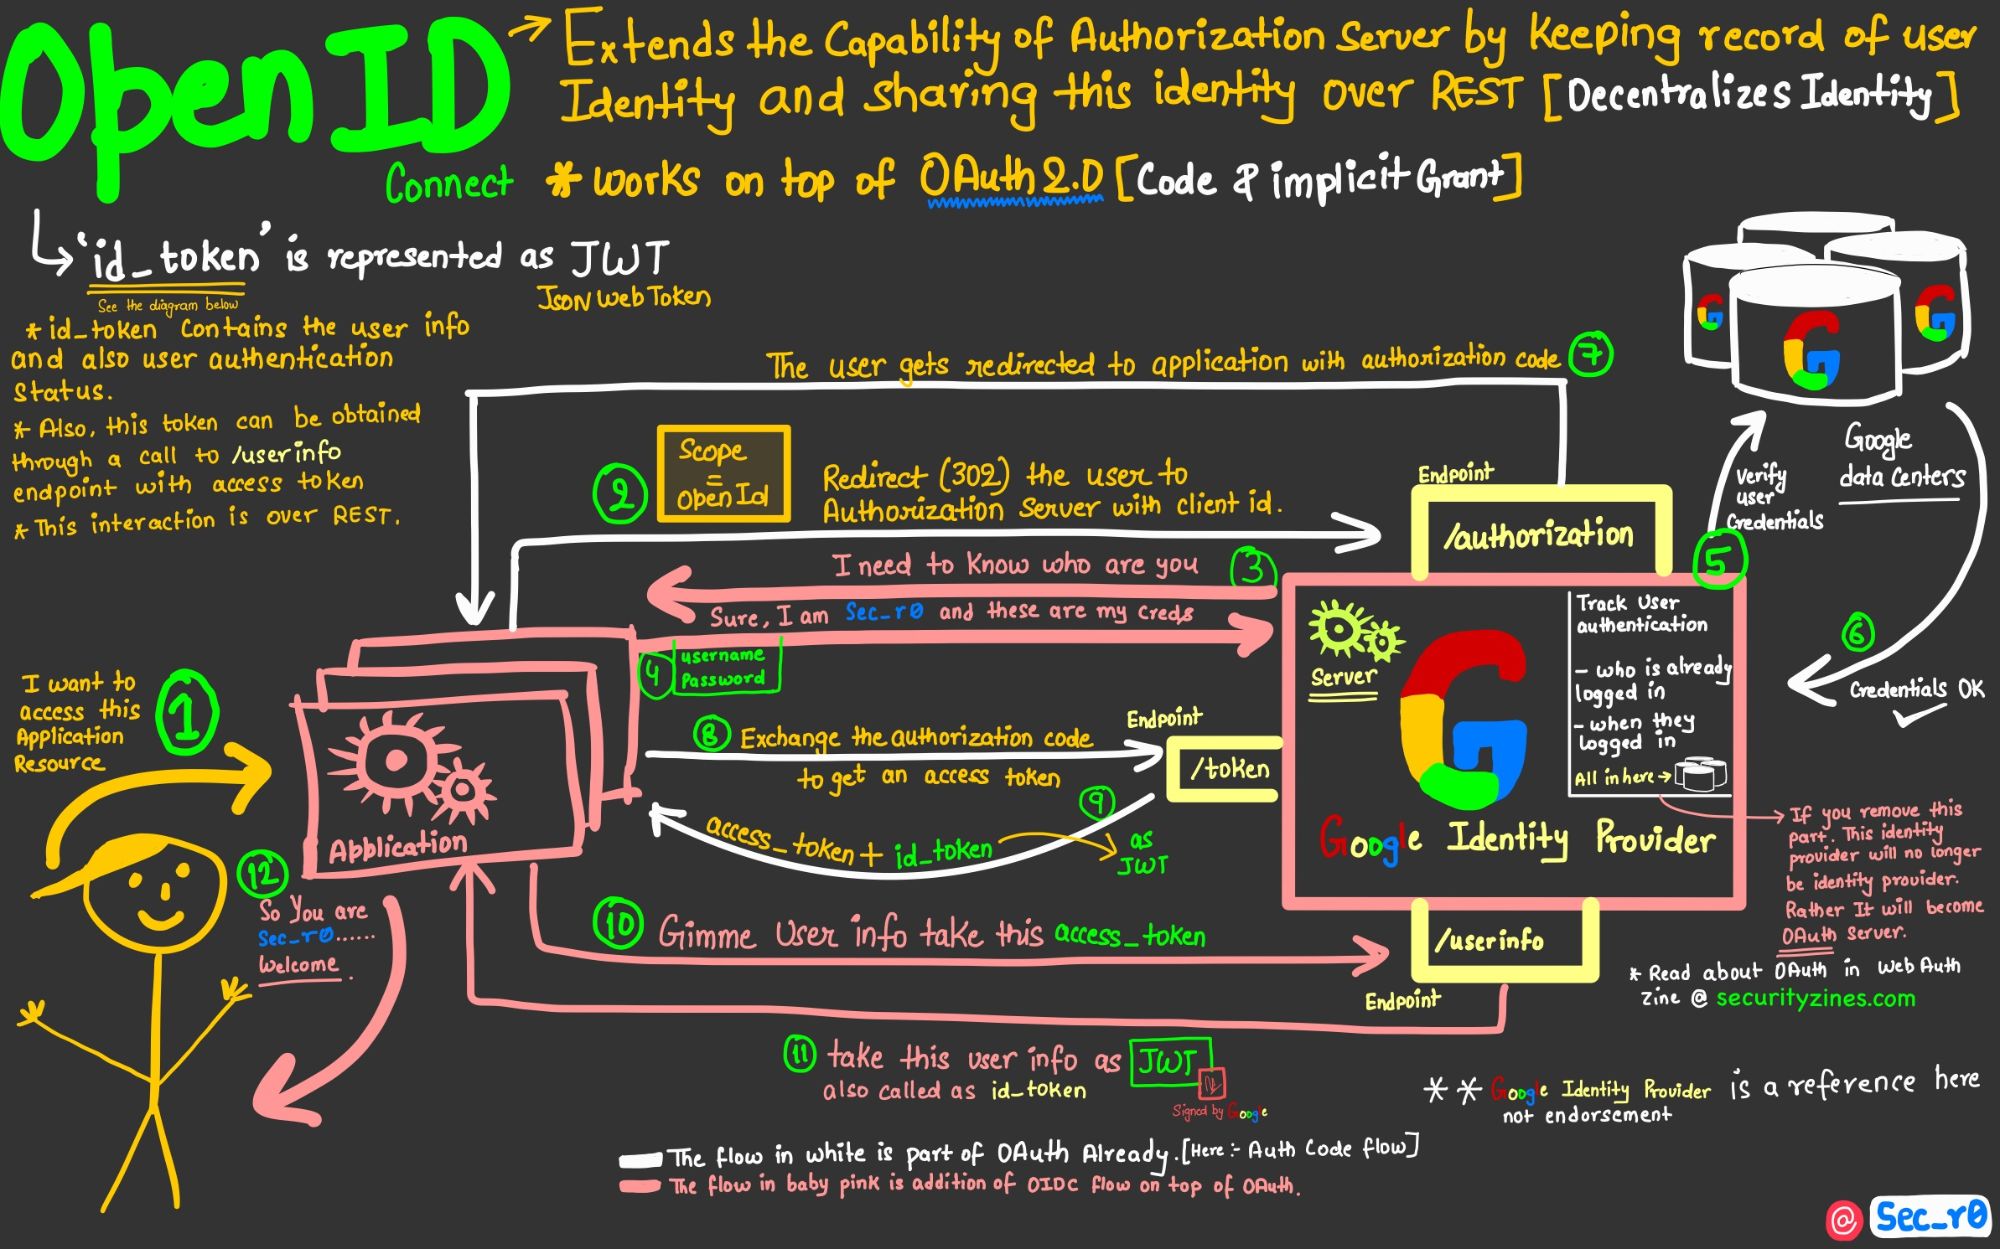 OpenID
Connect
Extends the Capability of Authorization Server by Keeping record of user
Identity and sharing this identity over REST [Decentralizes Identity]
* works on top of OAuth 2.0 [Code & implicit Grant]
'id_token' is represented as JWT
See the diagram below
Json Web Token
* id_token Contains the user info
and also user authentication
Status.
* Also, this token can be obtained
through a call to /userinfo
endpoint with access token
* This interaction is over REST.
The user gets redirected to application with authorization code
7
2
Scope
=
OpenId
Redirect (302) the user to
Authorization Server with client id.
Endpoint
/authorization
Google
data Centers
Verify
user
Credentials
5
I need to Know who are you
3
Sure, I am Sec_r0 and these are my creds
4
username
Password
6
Credentials OK
Server
Track User
authentication
- who is already
logged in
- when they
logged in
All in here →
Google Identity Provider
If you remove this
part. This identity
provider will no longer
be identity provider.
Rather It will become
OAuth Server.
I want to
access this
Application
Resource
1
Application
8
Exchange the authorization code
to get an access token
Endpoint
/token
9
access_token + id_token
as
JWT
12
So You are
Sec_r0......
Welcome.
10
Gimme User info take this access_token
/userinfo
Endpoint
* Read about OAuth in Web Auth
Zine @ securityzines.com
11
take this user info as JWT
also called as id_token
Signed by Google
** Google Identity Provider is a reference here
not endorsement
The flow in white is part of OAuth Already. [Here :- Auth Code flow]
The flow in baby pink is addition of OIDC flow on top of OAuth.
@ Sec_r0